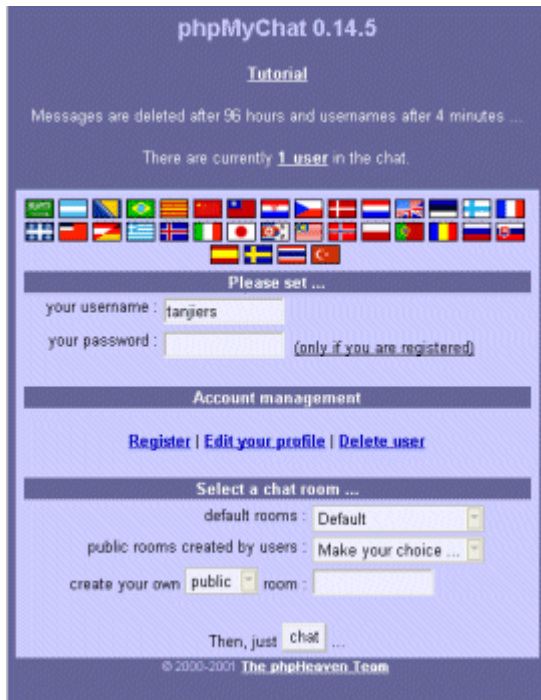 phpMyChat 0.14.5
Tutorial
Messages are deleted after 96 hours and usernames after 4 minutes ...
There are currently 1 user in the chat.
Please set ...
your username : tanjiers
your password : (only if you are registered)
Account management
Register | Edit your profile | Delete user
Select a chat room ...
default rooms : Default
public rooms created by users : Make your choice ...
create your own public room :
Then, just chat ...
© 2000-2001 The phpHeaven Team